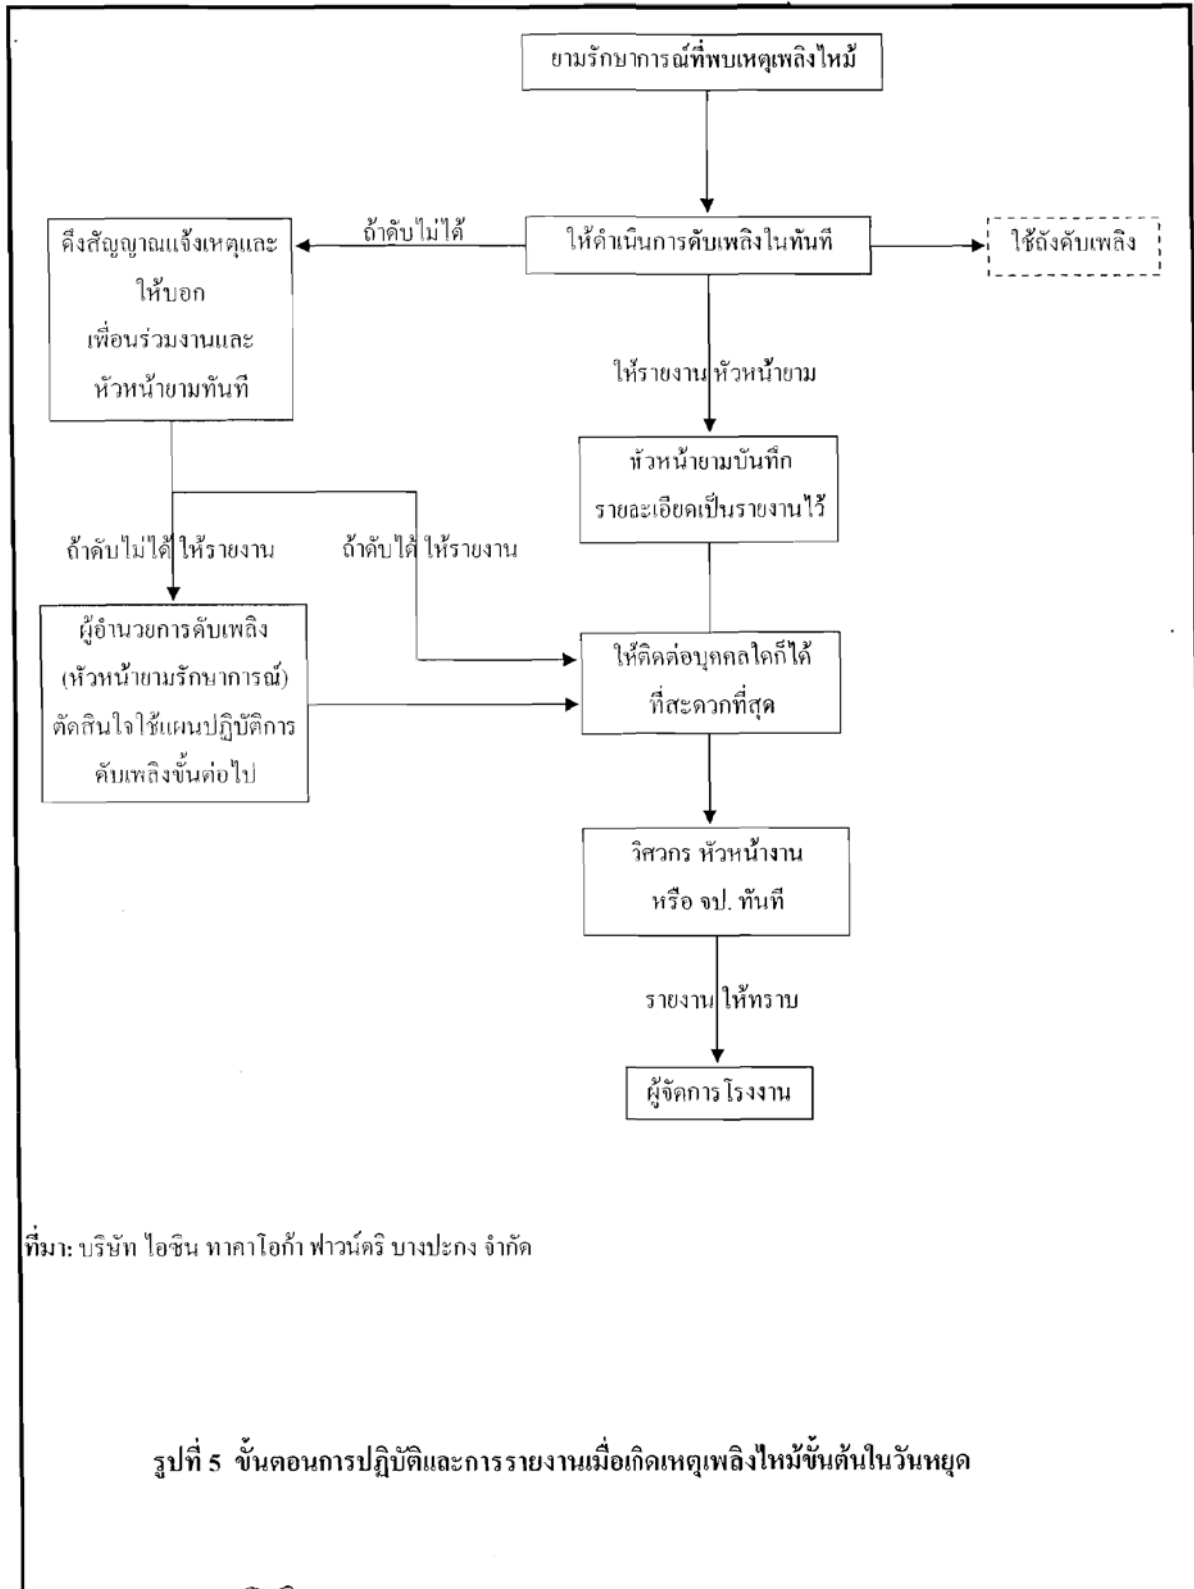 ยามรักษาการณ์ที่พบเหตุเพลิงไหม้
ดึงสัญญาณแจ้งเหตุและ
ให้บอก
เพื่อนร่วมงานและ
หัวหน้ายามทันที
ถ้าดับไม่ได้
ให้ดำเนินการดับเพลิงในทันที
ใช้ถังดับเพลิง
ให้รายงาน หัวหน้ายาม
หัวหน้ายามบันทึก
รายละเอียดเป็นรายงานไว้
ถ้าดับไม่ได้ ให้รายงาน
ถ้าดับได้ ให้รายงาน
ผู้อำนวยการดับเพลิง
(หัวหน้ายามรักษาการณ์)
ตัดสินใจใช้แผนปฏิบัติการ
ดับเพลิงขั้นต่อไป
ให้ติดต่อบุคคลใดก็ได้
ที่สะดวกที่สุด
วิศวกร หัวหน้างาน
หรือ จป. ทันที
รายงาน ให้ทราบ
ผู้จัดการโรงงาน
ที่มา: บริษัท ไอซิน ทาคาโอก้า ฟาวน์ดริ บางปะกง จำกัด
รูปที่ 5 ขั้นตอนการปฏิบัติและการรายงานเมื่อเกิดเหตุเพลิงไหม้ขั้นต้นในวันหยุด